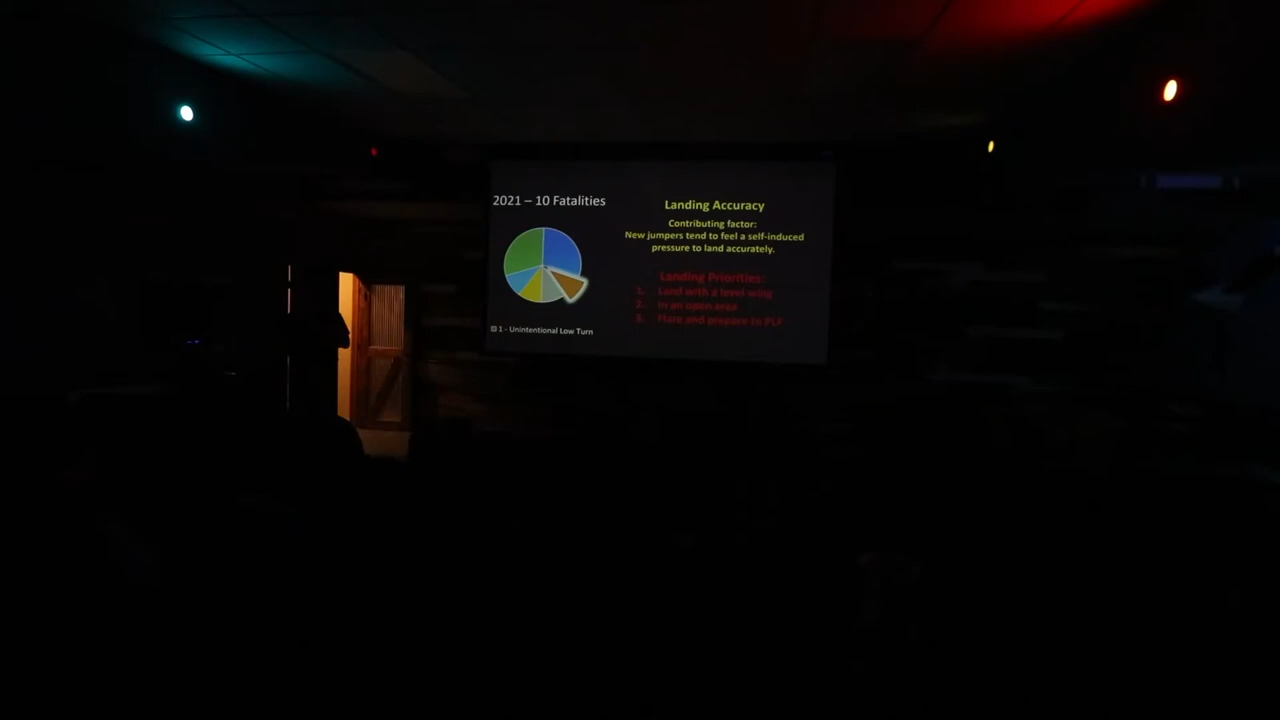 2021 – 10 Fatalities
1 - Unintentional Low Turn
Landing Accuracy
Contributing factor:
New jumpers tend to feel a self-induced
pressure to land accurately.
Landing Priorities:
1. Land with a level wing
2. In an open area
3. Flare and prepare to PLF